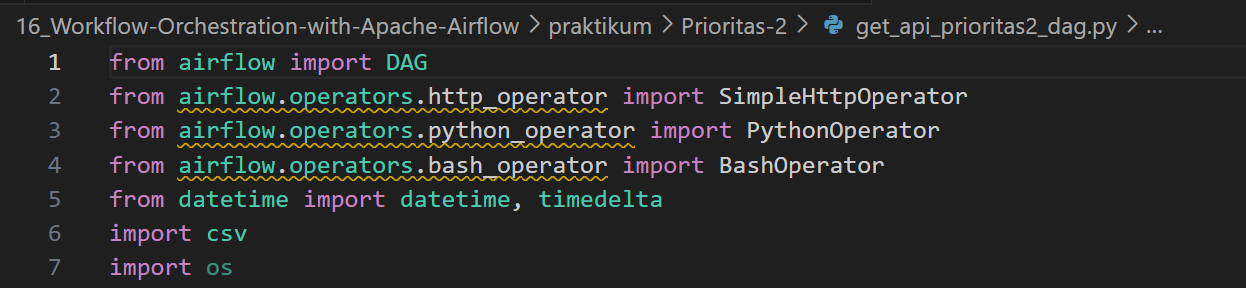 16_Workflow-Orchestration-with-Apache-Airflow > praktikum > Prioritas-2 > get_api_prioritas2_dag.py > ...
1 from airflow import DAG
2 from airflow.operators.http_operator import SimpleHttpOperator
3 from airflow.operators.python_operator import PythonOperator
4 from airflow.operators.bash_operator import BashOperator
5 from datetime import datetime, timedelta
6 import csv
7 import os